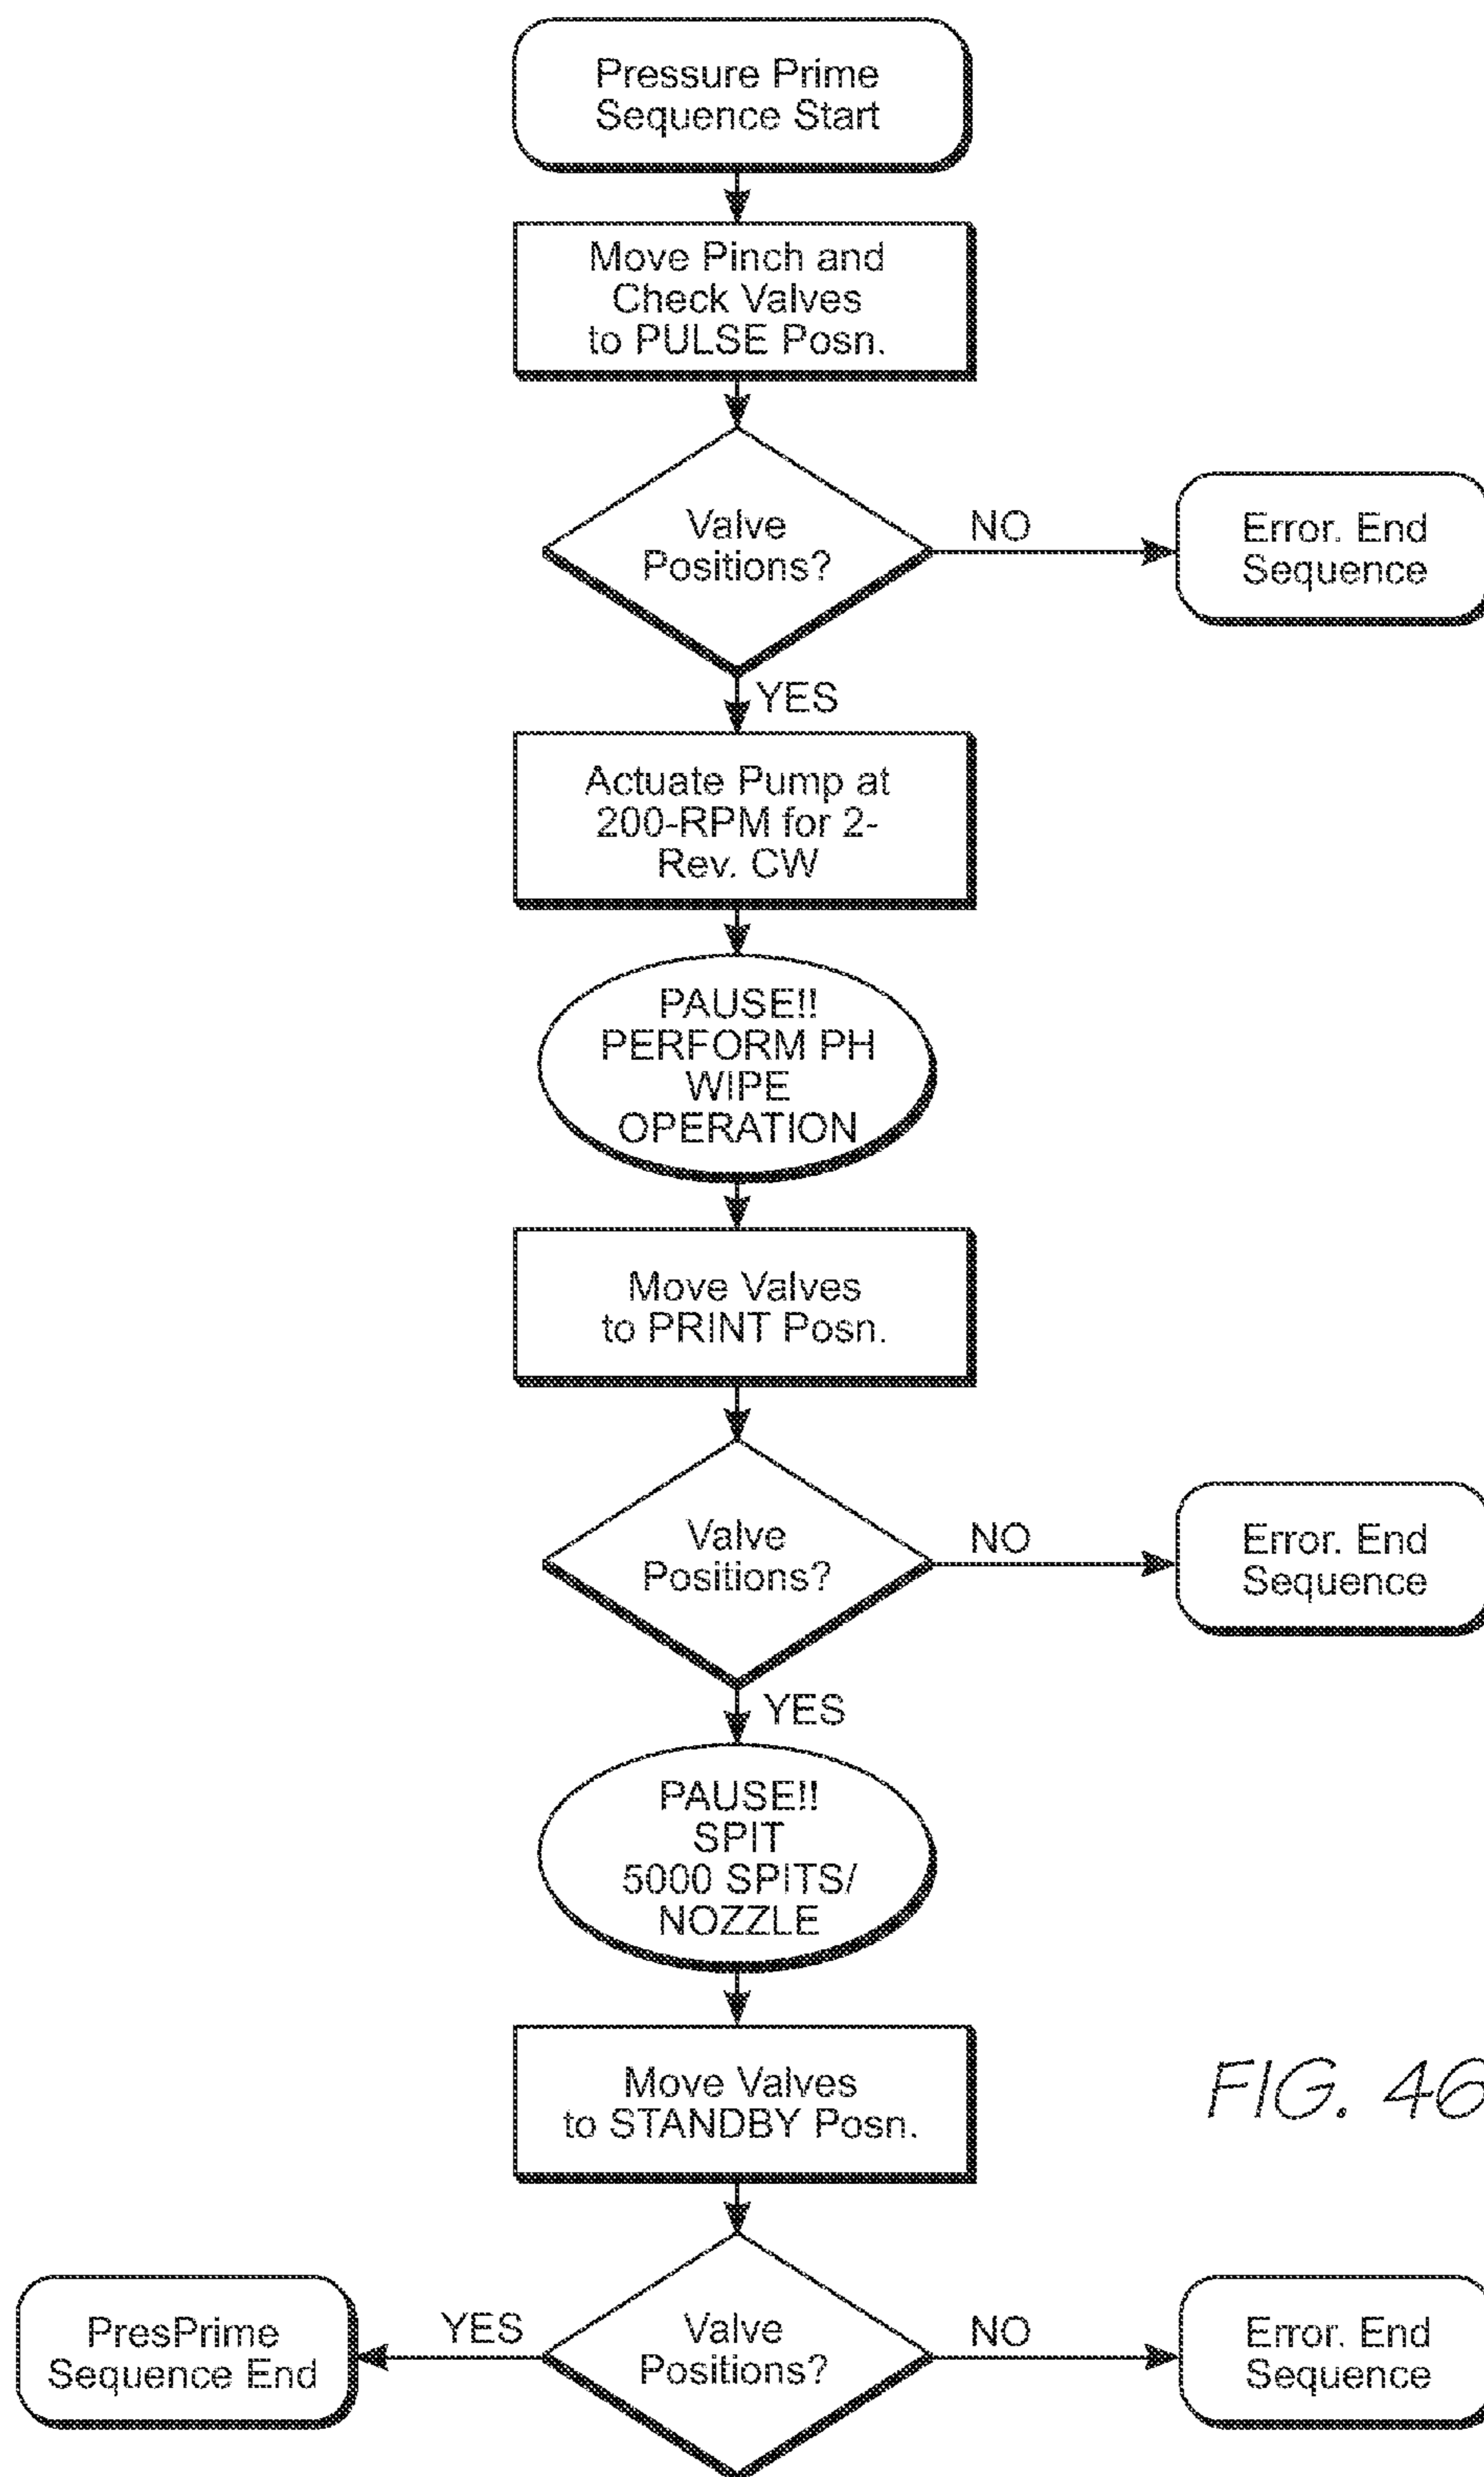 Pressure Prime
Sequence Start
Move Pinch and
Check Valves
to PULSE Posn.
Valve
Positions?
NO
Error. End
Sequence
YES
Actuate Pump at
200-RPM for 2-
Rev. CW
PAUSE!!
PERFORM PH
WIPE
OPERATION
Move Valves
to PRINT Posn.
Valve
Positions?
NO
Error. End
Sequence
YES
PAUSE!!
SPIT
5000 SPITS/
NOZZLE
Move Valves
to STANDBY Posn.
FIG. 46
PresPrime
Sequence End
YES
Valve
Positions?
NO
Error. End
Sequence